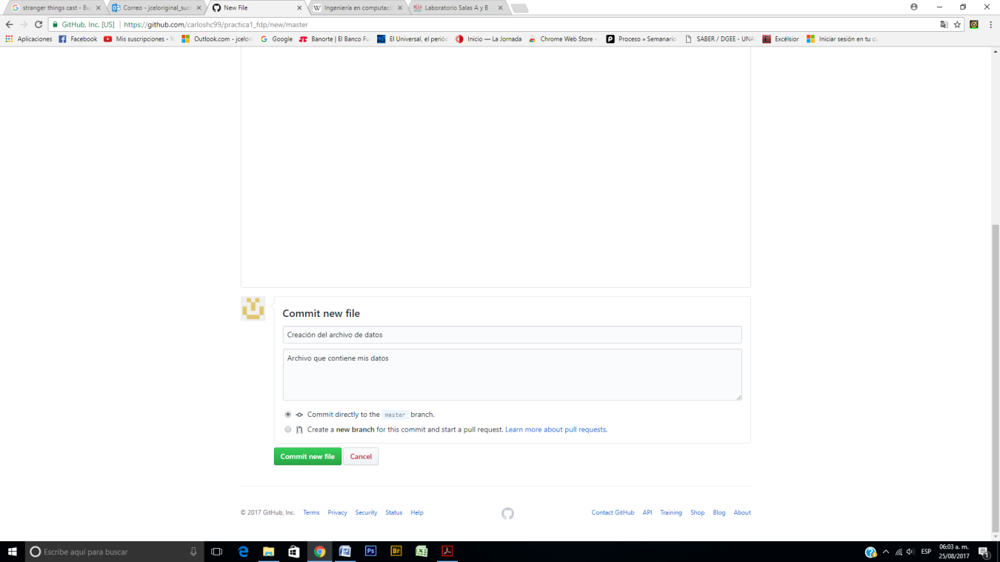 stranger things cast - Bus
Correo - jceloriginal_suc
New File
Ingeniería en computaci
Laboratorio Salas A y B
GitHub, Inc. [US] https://github.com/carloshc99/practica1_fdp/new/master
Aplicaciones Facebook Mis suscripciones - Y Outlook.com - jcelori Google Banorte | El Banco Fu El Universal, el periód Inicio — La Jornada Chrome Web Store - Proceso » Semanario SABER / DGEE - UNA Excélsior Iniciar sesión en tu cu
Commit new file
Creación del archivo de datos
Archivo que contiene mis datos
Commit directly to the master branch.
Create a new branch for this commit and start a pull request. Learn more about pull requests.
Commit new file Cancel
© 2017 GitHub, Inc. Terms Privacy Security Status Help Contact GitHub API Training Shop Blog About
Escribe aquí para buscar
Ps Br
ESP
06:03 a. m.
25/08/2017
1